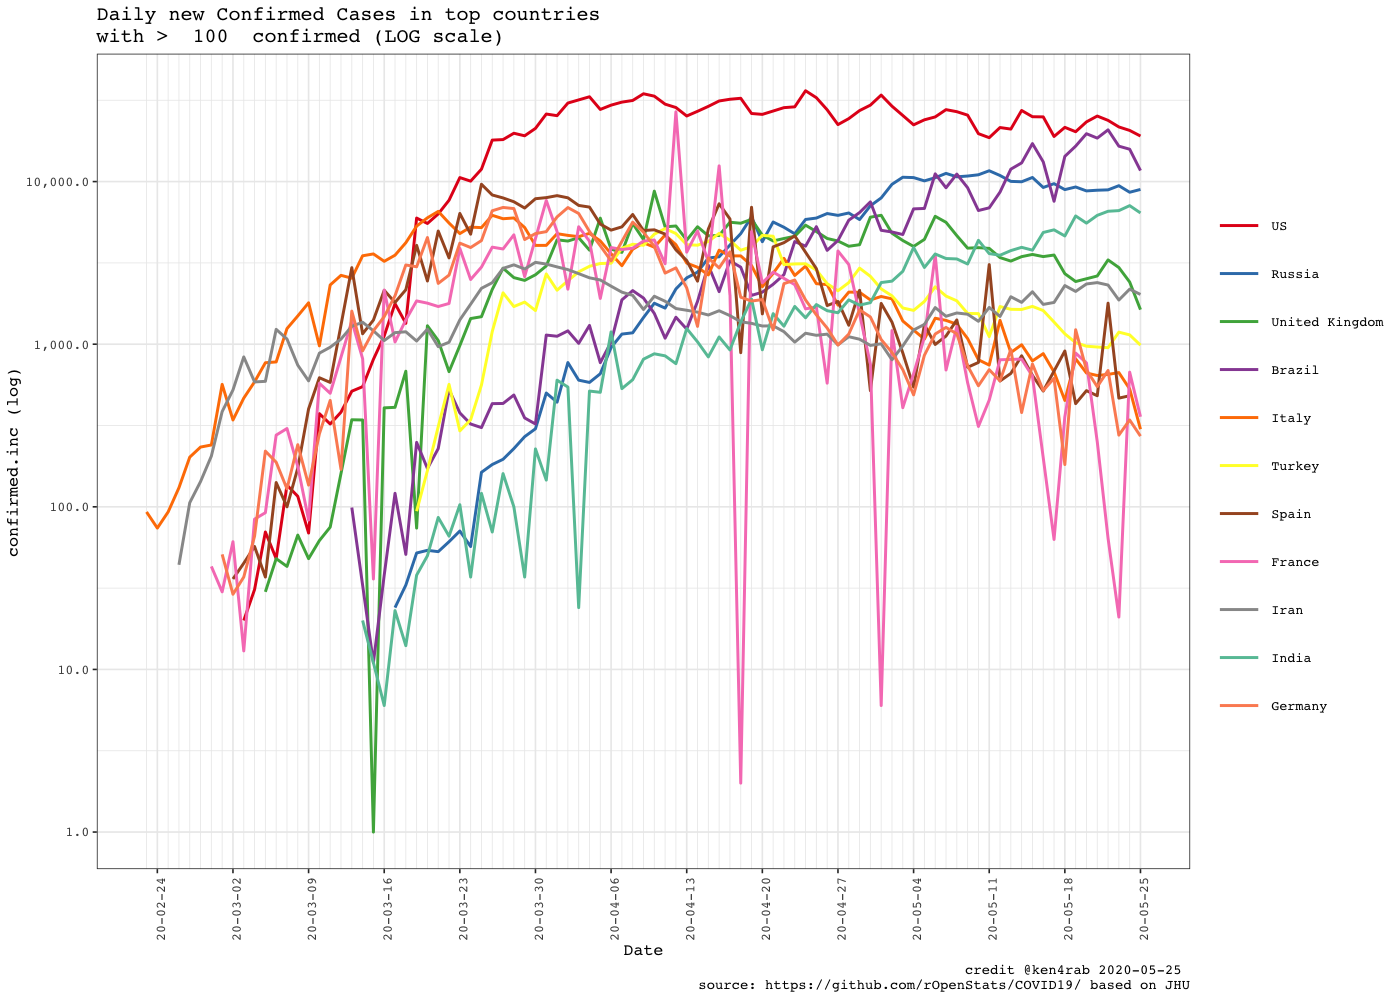 Daily new Confirmed Cases in top countries
with >  100  confirmed (LOG scale)
confirmed.inc (log)
10,000.0
1,000.0
100.0
10.0
1.0
20-02-24
20-03-02
20-03-09
20-03-16
20-03-23
20-03-30
20-04-06
20-04-13
20-04-20
20-04-27
20-05-04
20-05-11
20-05-18
20-05-25
Date
US
Russia
United Kingdom
Brazil
Italy
Turkey
Spain
France
Iran
India
Germany
credit @ken4rab 2020-05-25
source: https://github.com/rOpenStats/COVID19/ based on JHU